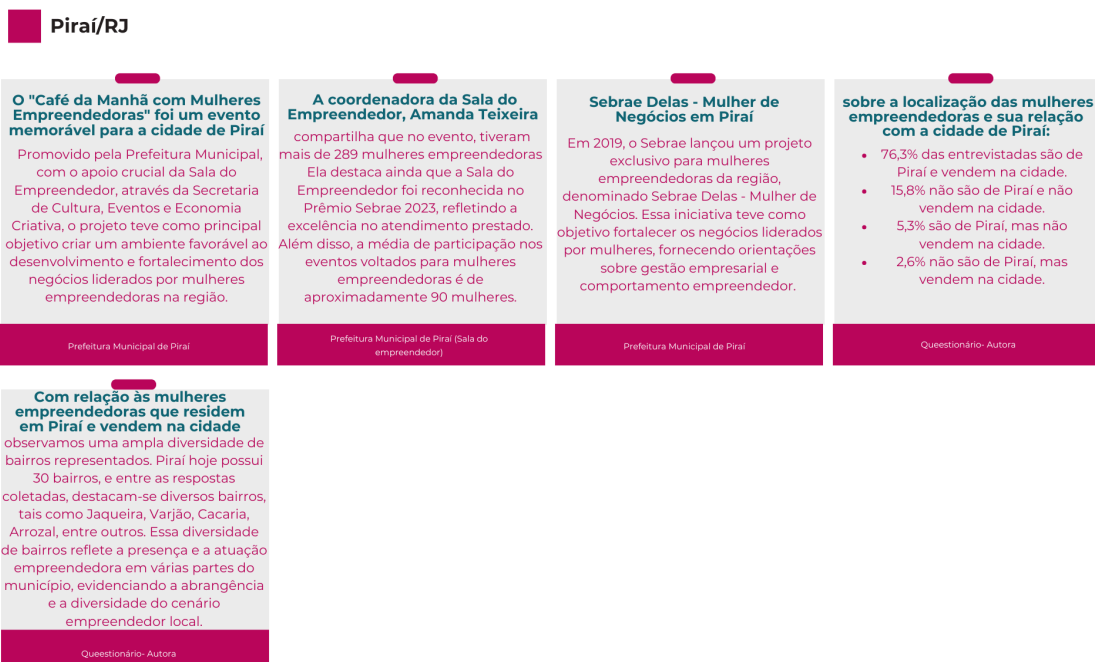 Piraí/RJ
O "Café da Manhã com Mulheres
Empreendedoras" foi um evento
memorável para a cidade de Piraí
Promovido pela Prefeitura Municipal,
com o apoio crucial da Sala do
Empreendedor, através da Secretaria
de Cultura, Eventos e Economia
Criativa, o projeto teve como principal
objetivo criar um ambiente favorável ao
desenvolvimento e fortalecimento dos
negócios liderados por mulheres
empreendedoras na região.
Prefeitura Municipal de Piraí
A coordenadora da Sala do
Empreendedor, Amanda Teixeira
compartilha que no evento, tiveram
mais de 289 mulheres empreendedoras
Ela destaca ainda que a Sala do
Empreendedor foi reconhecida no
Prêmio Sebrae 2023, refletindo a
excelência no atendimento prestado.
Além disso, a média de participação nos
eventos voltados para mulheres
empreendedoras é de
aproximadamente 90 mulheres.
Prefeitura Municipal de Piraí (Sala do
empreendedor)
Sebrae Delas - Mulher de
Negócios em Piraí
Em 2019, o Sebrae lançou um projeto
exclusivo para mulheres
empreendedoras da região,
denominado Sebrae Delas - Mulher de
Negócios. Essa iniciativa teve como
objetivo fortalecer os negócios liderados
por mulheres, fornecendo orientações
sobre gestão empresarial e
comportamento empreendedor.
Prefeitura Municipal de Piraí
sobre a localização das mulheres
empreendedoras e sua relação
com a cidade de Piraí:
• 76,3% das entrevistadas são de
Piraí e vendem na cidade.
• 15,8% não são de Piraí e não
vendem na cidade.
• 5,3% são de Piraí, mas não
vendem na cidade.
• 2,6% não são de Piraí, mas
vendem na cidade.
Queestionário- Autora
Com relação às mulheres
empreendedoras que residem
em Piraí e vendem na cidade
observamos uma ampla diversidade de
bairros representados. Piraí hoje possui
30 bairros, e entre as respostas
coletadas, destacam-se diversos bairros,
tais como Jaqueira, Varjão, Cacaria,
Arrozal, entre outros. Essa diversidade
de bairros reflete a presença e a atuação
empreendedora em várias partes do
município, evidenciando a abrangência
e a diversidade do cenário
empreendedor local.
Queestionário- Autora